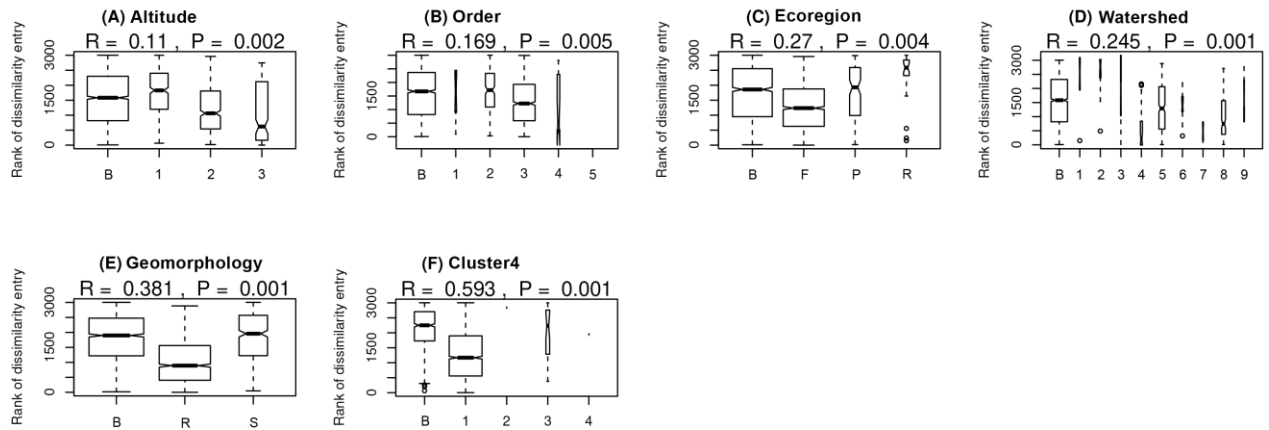 (A) Altitude
R = 0.11 , P = 0.002
Rank of dissimilarity entry
3000
1500
0
B 1 2 3
(B) Order
R = 0.169 , P = 0.005
Rank of dissimilarity entry
1500
0
B 1 2 3 4 5
(C) Ecoregion
R = 0.27 , P = 0.004
Rank of dissimilarity entry
3000
1500
0
B F P R
(D) Watershed
R = 0.245 , P = 0.001
Rank of dissimilarity entry
3000
1500
0
B 1 2 3 4 5 6 7 8 9
(E) Geomorphology
R = 0.381 , P = 0.001
Rank of dissimilarity entry
3000
1500
0
B R S
(F) Cluster4
R = 0.593 , P = 0.001
Rank of dissimilarity entry
3000
1500
0
B 1 2 3 4